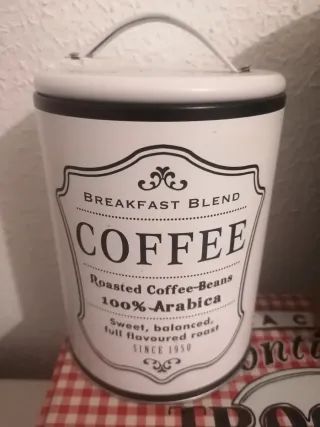 BREAKFAST BLEND
COFFEE
Roasted Coffee-Beans
100% Arabica
Sweet, balanced,
full flavoured roast
SINCE 1950